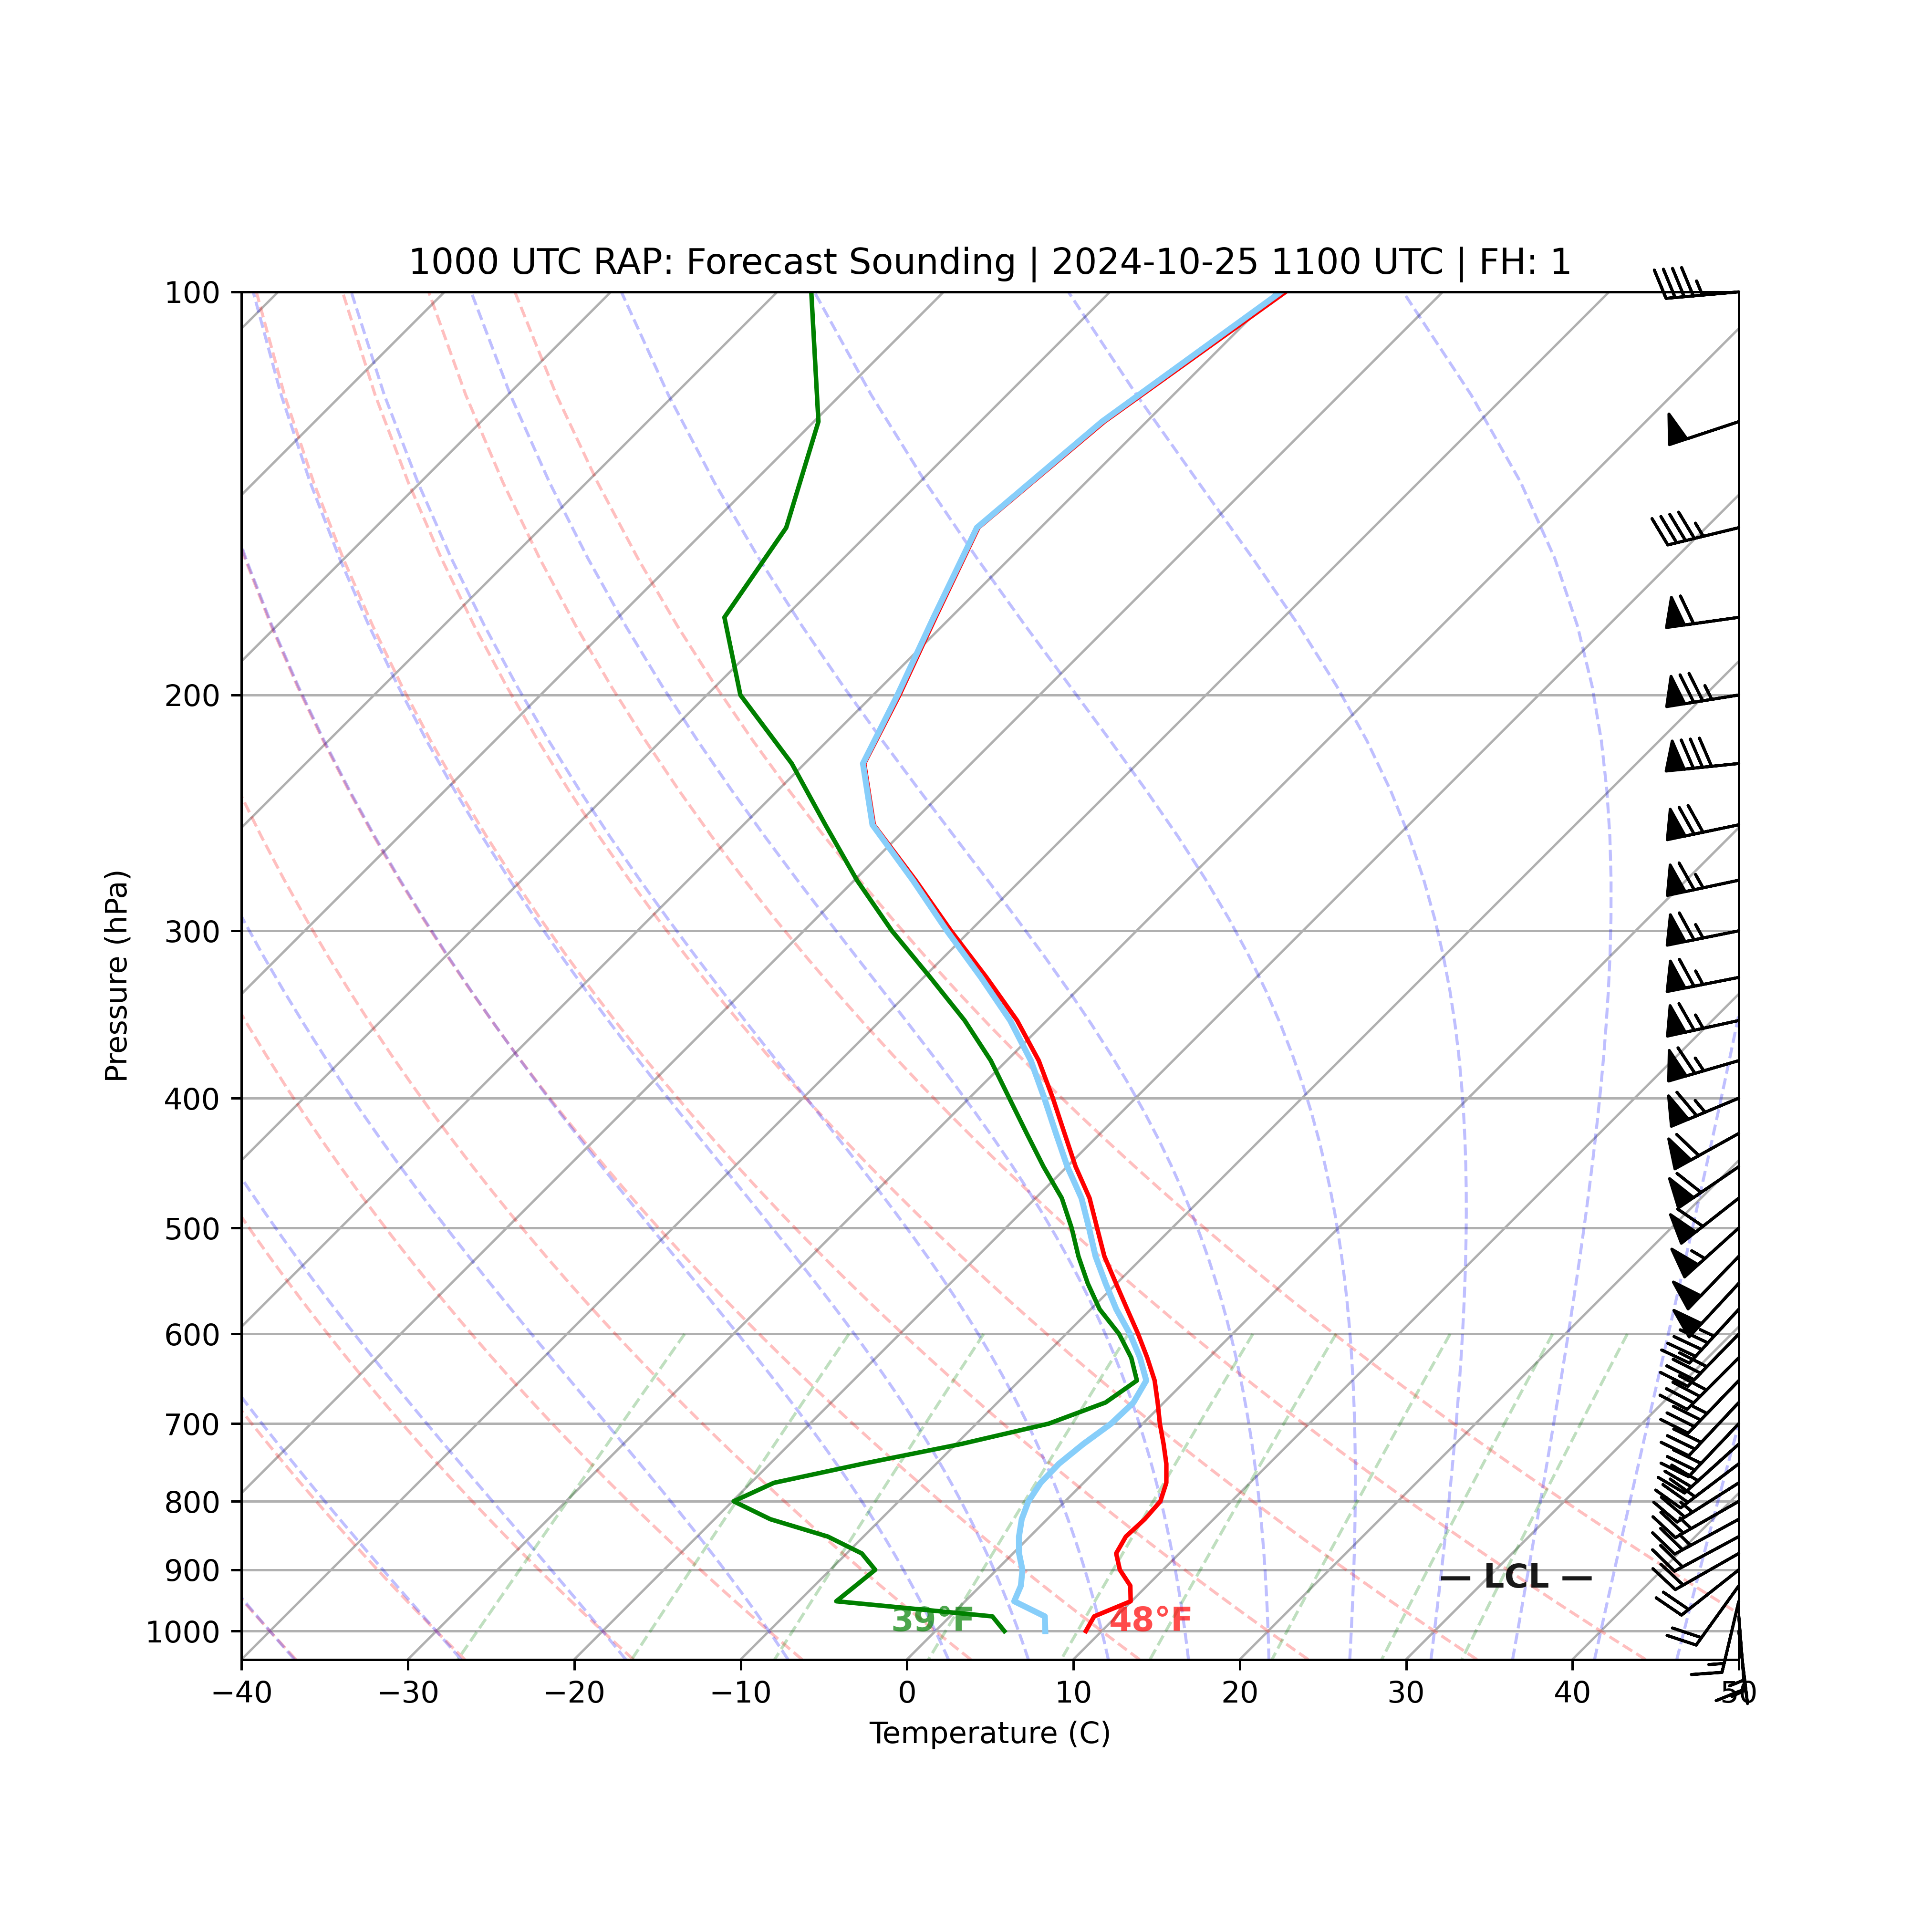 1000 UTC RAP: Forecast Sounding | 2024-10-25 1100 UTC | FH: 1
100
200
300
400
500
600
700
800
900
1000
Pressure (hPa)
— LCL —
39°F
48°F
−40 −30 −20 −10 0 10 20 30 40 50
Temperature (C)